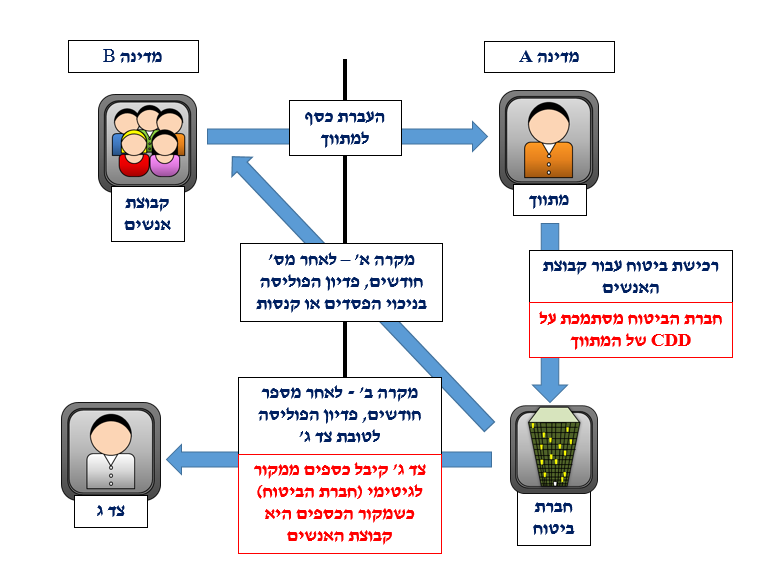 מדינה A
מדינה B
העברת כסף
למתווך
מתווך
קבוצת
אנשים
רכישת ביטוח עבור קבוצת
האנשים
חברת הביטוח מסתמכת על
CDD של המתווך
מקרה א' – לאחר מס'
חודשים, פדיון הפוליסה
בניכוי הפסדים או קנסות
מקרה ב' - לאחר מספר
חודשים, פדיון הפוליסה
לטובת צד ג'
צד ג' קיבל כספים ממקור
לגיטימי (חברת הביטוח)
כשמקור הכספים היא
קבוצת האנשים
חברת
ביטוח
צד ג